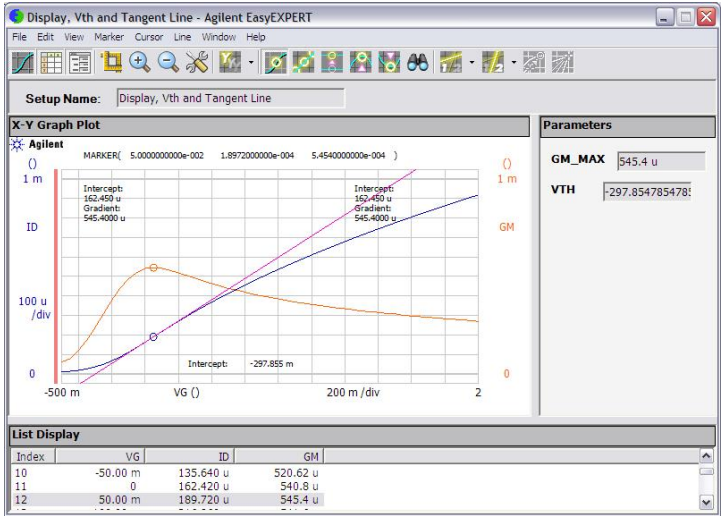 Display, Vth and Tangent Line - Agilent EasyEXPERT
File Edit View Marker Cursor Line Window Help
Setup Name: Display, Vth and Tangent Line
X-Y Graph Plot
Parameters
Agilent
MARKER( 5.0000000000e-002 1.8972000000e-004 5.4540000000e-004 )
() ()
1 m 1 m
Intercept: Intercept:
162.450 u 162.450 u
Gradient: Gradient:
545.4000 u 545.4000 u
ID GM
100 u
/div
Intercept: -297.855 m
0 0
-500 m VG () 200 m /div 2
GM_MAX 545.4 u
VTH -297.854785478
List Display
Index VG ID GM
10 -50.00 m 135.640 u 520.62 u
11 0 162.420 u 540.8 u
12 50.00 m 189.720 u 545.4 u